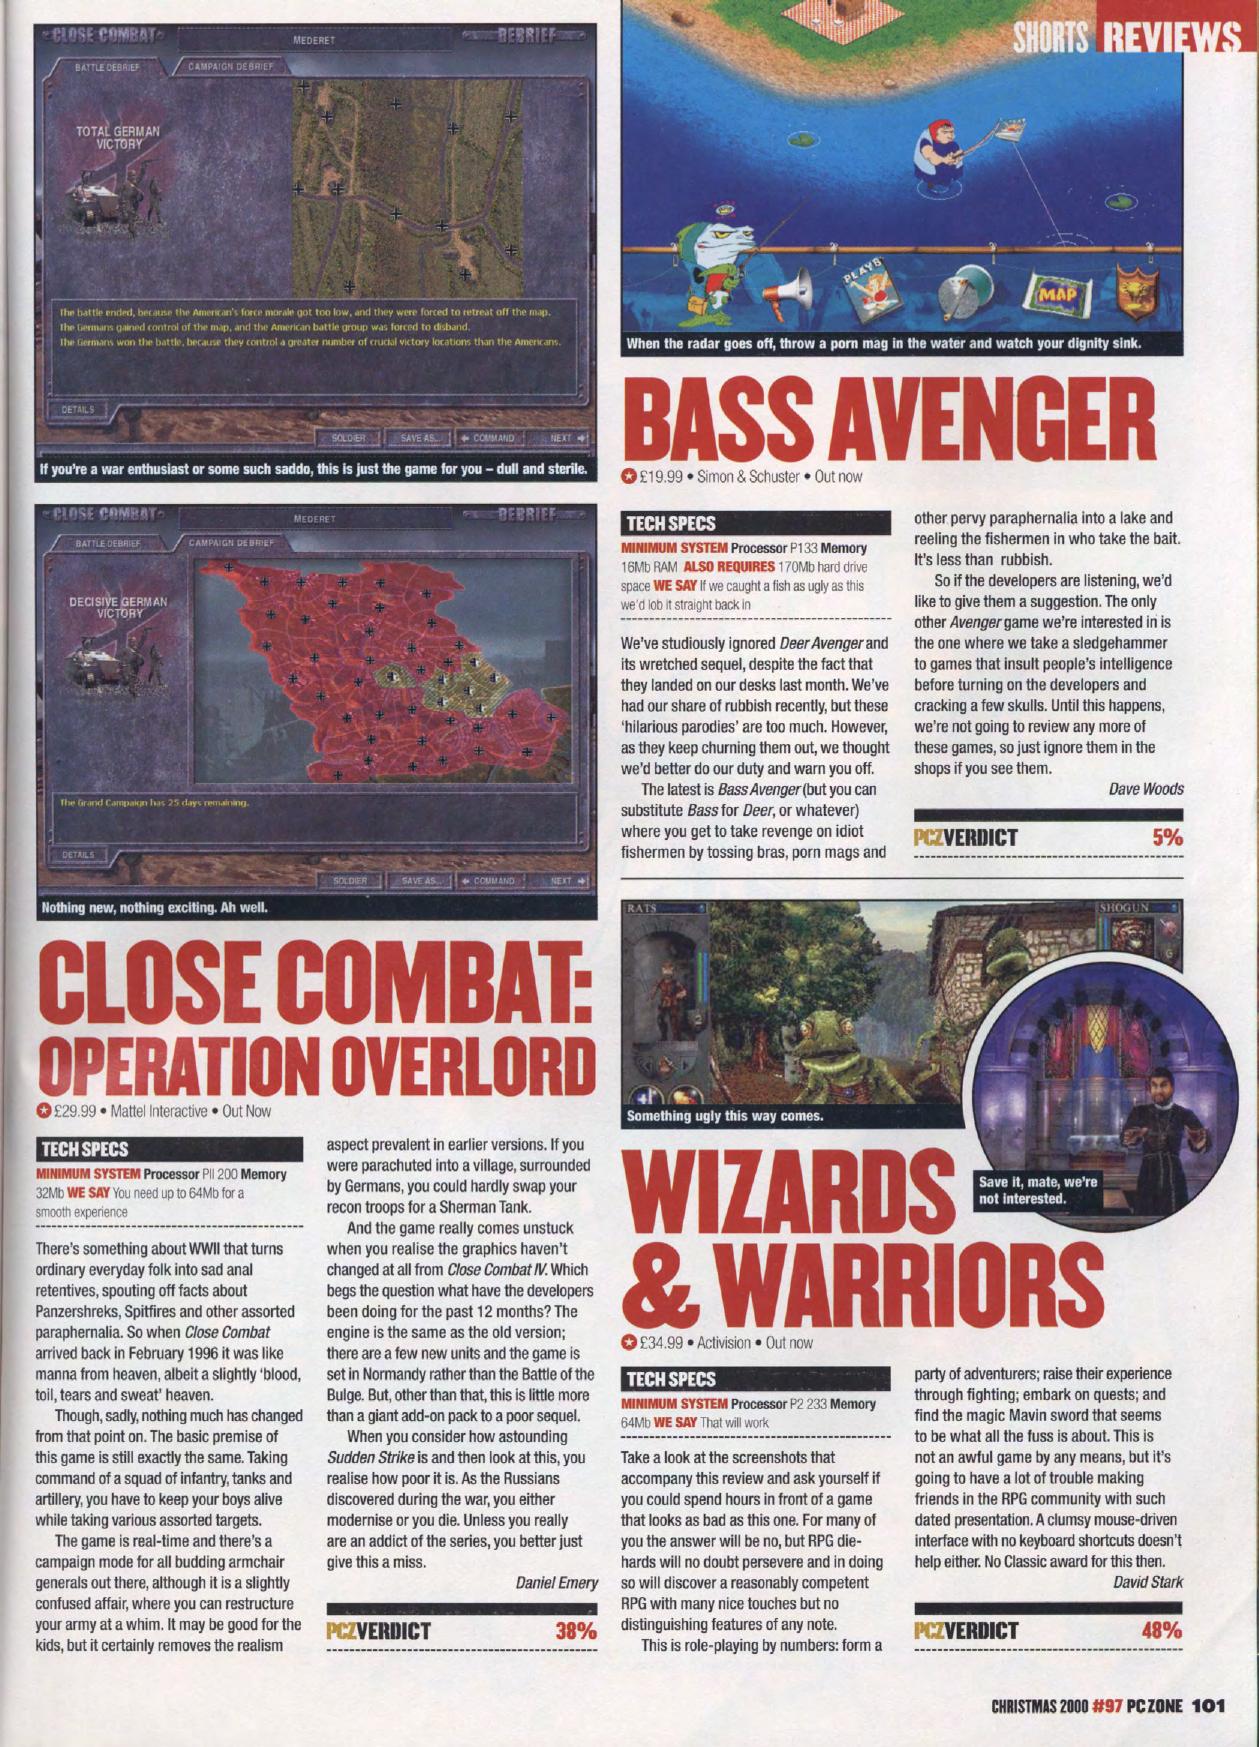 SHORTS REVIEWS
CLOSE COMBAT
MEDERET
DEBRIEF
BATTLE DEBRIEF
CAMPAIGN DEBRIEF
TOTAL GERMAN
VICTORY
The battle ended, because the American's force morale got too low, and they were forced to retreat off the map.
The Germans gained control of the map, and the American battle group was forced to disband.
The Germans won the battle, because they control a greater number of crucial victory locations than the Americans.
DETAILS
SOLDIER
SAVE AS...
COMMAND
NEXT
If you're a war enthusiast or some such saddo, this is just the game for you – dull and sterile.
CLOSE COMBAT
MEDERET
DEBRIEF
BATTLE DEBRIEF
CAMPAIGN DEBRIEF
DECISIVE GERMAN
VICTORY
The Grand Campaign has 25 days remaining.
DETAILS
SOLDIER
SAVE AS...
COMMAND
NEXT
Nothing new, nothing exciting. Ah well.
CLOSE COMBAT:
OPERATION OVERLORD
£29.99 • Mattel Interactive • Out Now
TECH SPECS
MINIMUM SYSTEM Processor PII 200 Memory
32Mb WE SAY You need up to 64Mb for a
smooth experience
There's something about WWII that turns
ordinary everyday folk into sad anal
retentives, spouting off facts about
Panzershreks, Spitfires and other assorted
paraphernalia. So when Close Combat
arrived back in February 1996 it was like
manna from heaven, albeit a slightly 'blood,
toil, tears and sweat' heaven.
Though, sadly, nothing much has changed
from that point on. The basic premise of
this game is still exactly the same. Taking
command of a squad of infantry, tanks and
artillery, you have to keep your boys alive
while taking various assorted targets.
The game is real-time and there's a
campaign mode for all budding armchair
generals out there, although it is a slightly
confused affair, where you can restructure
your army at a whim. It may be good for the
kids, but it certainly removes the realism
aspect prevalent in earlier versions. If you
were parachuted into a village, surrounded
by Germans, you could hardly swap your
recon troops for a Sherman Tank.
And the game really comes unstuck
when you realise the graphics haven't
changed at all from Close Combat IV. Which
begs the question what have the developers
been doing for the past 12 months? The
engine is the same as the old version;
there are a few new units and the game is
set in Normandy rather than the Battle of the
Bulge. But, other than that, this is little more
than a giant add-on pack to a poor sequel.
When you consider how astounding
Sudden Strike is and then look at this, you
realise how poor it is. As the Russians
discovered during the war, you either
modernise or you die. Unless you really
are an addict of the series, you better just
give this a miss.
Daniel Emery
PCZVERDICT 38%
PLAYS
MAP
When the radar goes off, throw a porn mag in the water and watch your dignity sink.
BASS AVENGER
£19.99 • Simon & Schuster • Out now
TECH SPECS
MINIMUM SYSTEM Processor P133 Memory
16Mb RAM ALSO REQUIRES 170Mb hard drive
space WE SAY If we caught a fish as ugly as this
we'd lob it straight back in
We've studiously ignored Deer Avenger and
its wretched sequel, despite the fact that
they landed on our desks last month. We've
had our share of rubbish recently, but these
'hilarious parodies' are too much. However,
as they keep churning them out, we thought
we'd better do our duty and warn you off.
The latest is Bass Avenger (but you can
substitute Bass for Deer, or whatever)
where you get to take revenge on idiot
fishermen by tossing bras, porn mags and
other pervy paraphernalia into a lake and
reeling the fishermen in who take the bait.
It's less than rubbish.
So if the developers are listening, we'd
like to give them a suggestion. The only
other Avenger game we're interested in is
the one where we take a sledgehammer
to games that insult people's intelligence
before turning on the developers and
cracking a few skulls. Until this happens,
we're not going to review any more of
these games, so just ignore them in the
shops if you see them.
Dave Woods
PCZVERDICT 5%
RATS
SHOGUN
G
Something ugly this way comes.
Save it, mate, we're
not interested.
WIZARDS
& WARRIORS
£34.99 • Activision • Out now
TECH SPECS
MINIMUM SYSTEM Processor P2 233 Memory
64Mb WE SAY That will work
Take a look at the screenshots that
accompany this review and ask yourself if
you could spend hours in front of a game
that looks as bad as this one. For many of
you the answer will be no, but RPG die-
hards will no doubt persevere and in doing
so will discover a reasonably competent
RPG with many nice touches but no
distinguishing features of any note.
This is role-playing by numbers: form a
party of adventurers; raise their experience
through fighting; embark on quests; and
find the magic Mavin sword that seems
to be what all the fuss is about. This is
not an awful game by any means, but it's
going to have a lot of trouble making
friends in the RPG community with such
dated presentation. A clumsy mouse-driven
interface with no keyboard shortcuts doesn't
help either. No Classic award for this then.
David Stark
PCZVERDICT 48%
CHRISTMAS 2000 #97 PC ZONE 101